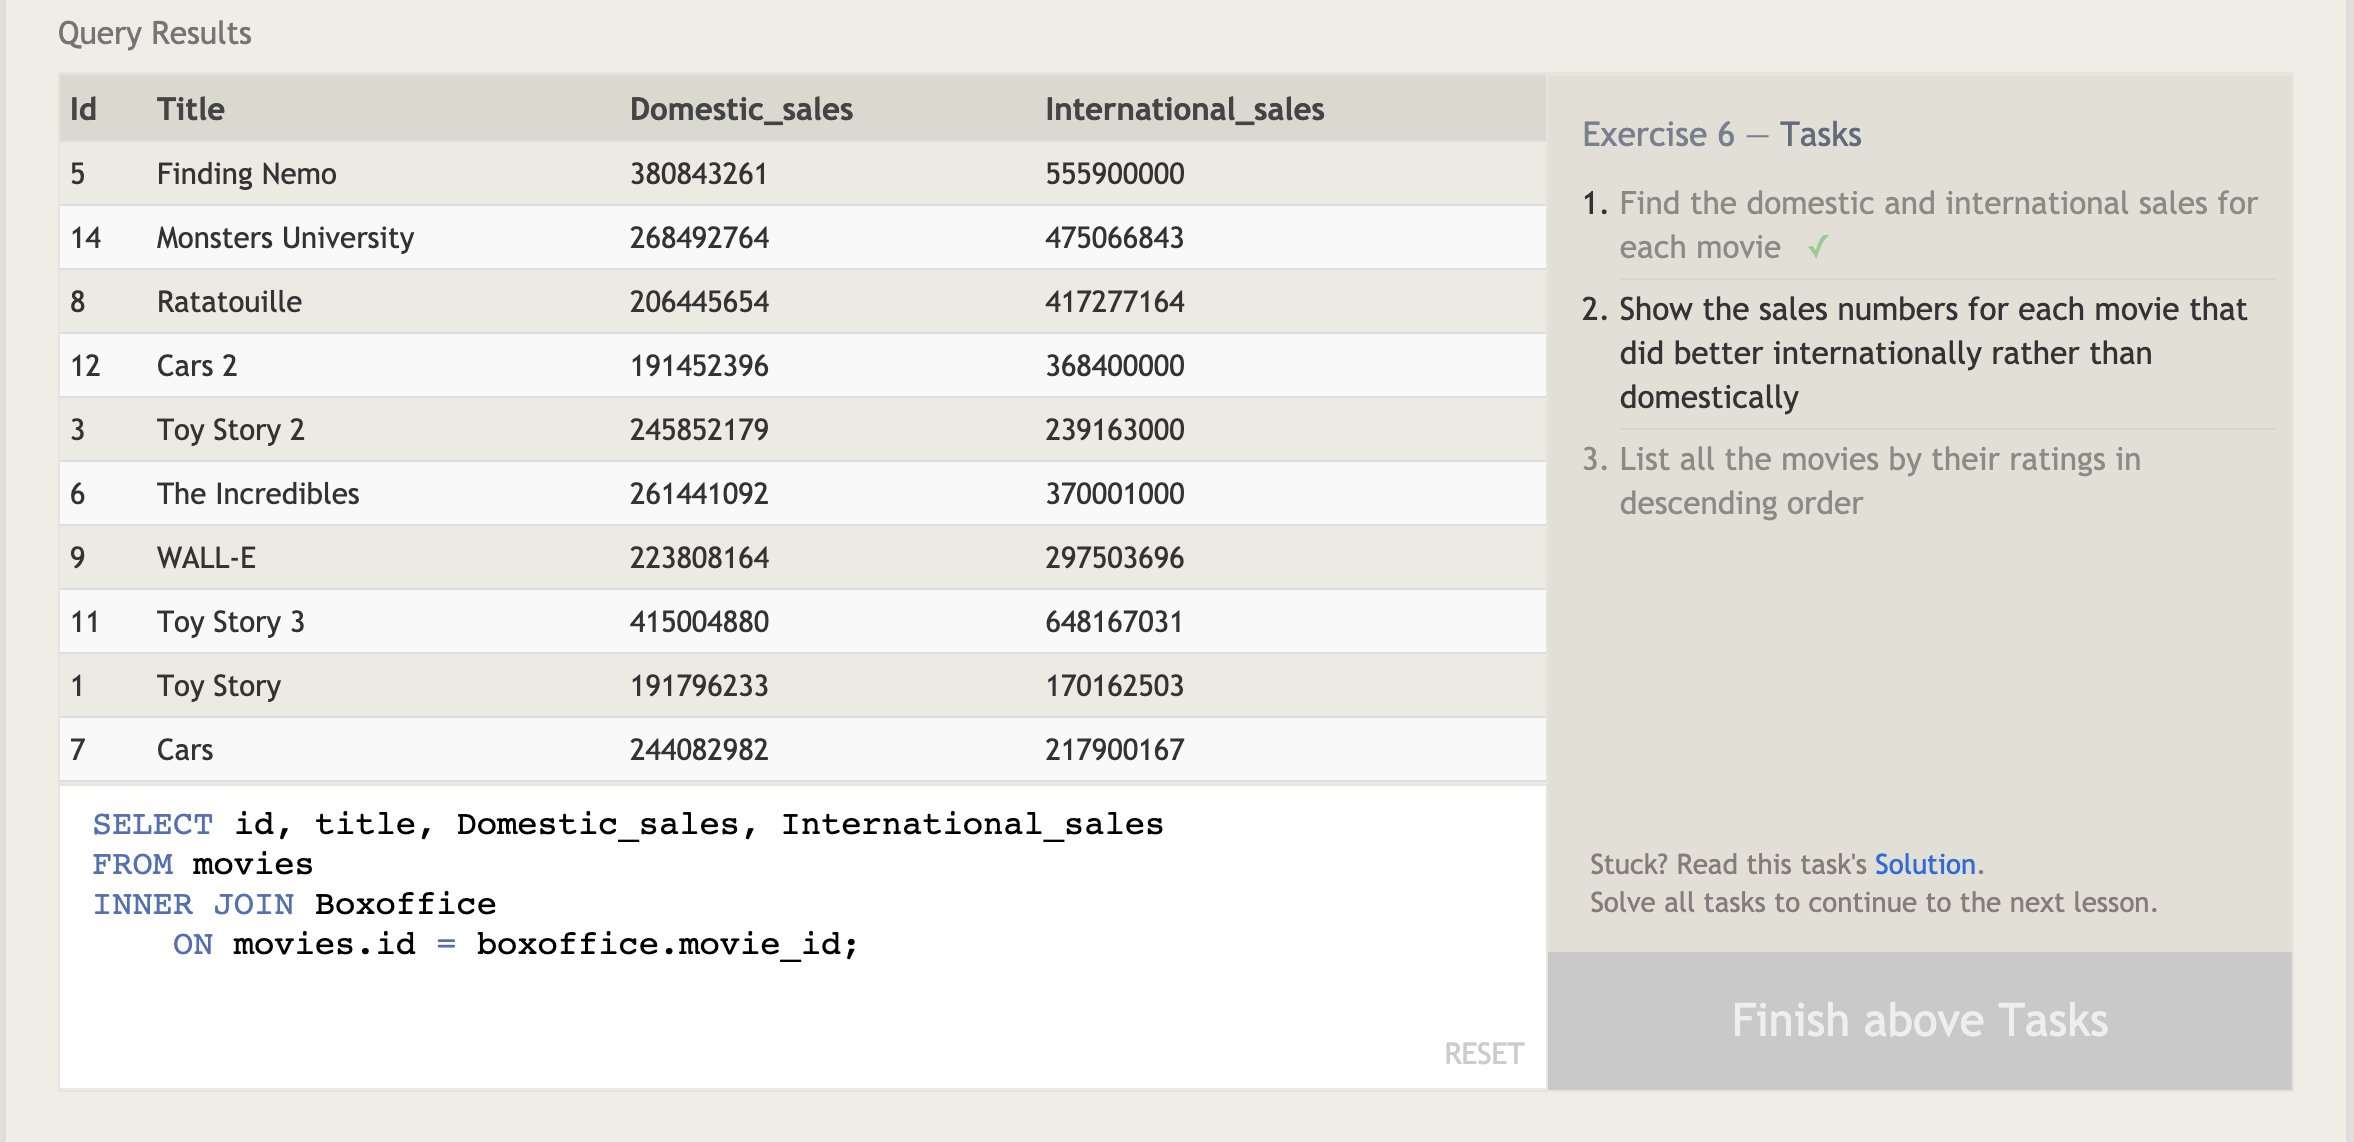 Query Results
Id Title Domestic_sales International_sales
5 Finding Nemo 380843261 555900000
14 Monsters University 268492764 475066843
8 Ratatouille 206445654 417277164
12 Cars 2 191452396 368400000
3 Toy Story 2 245852179 239163000
6 The Incredibles 261441092 370001000
9 WALL-E 223808164 297503696
11 Toy Story 3 415004880 648167031
1 Toy Story 191796233 170162503
7 Cars 244082982 217900167
SELECT id, title, Domestic_sales, International_sales
FROM movies
INNER JOIN Boxoffice
ON movies.id = boxoffice.movie_id;
RESET
Exercise 6 — Tasks
1. Find the domestic and international sales for
each movie ✓
2. Show the sales numbers for each movie that
did better internationally rather than
domestically
3. List all the movies by their ratings in
descending order
Stuck? Read this task's Solution.
Solve all tasks to continue to the next lesson.
Finish above Tasks